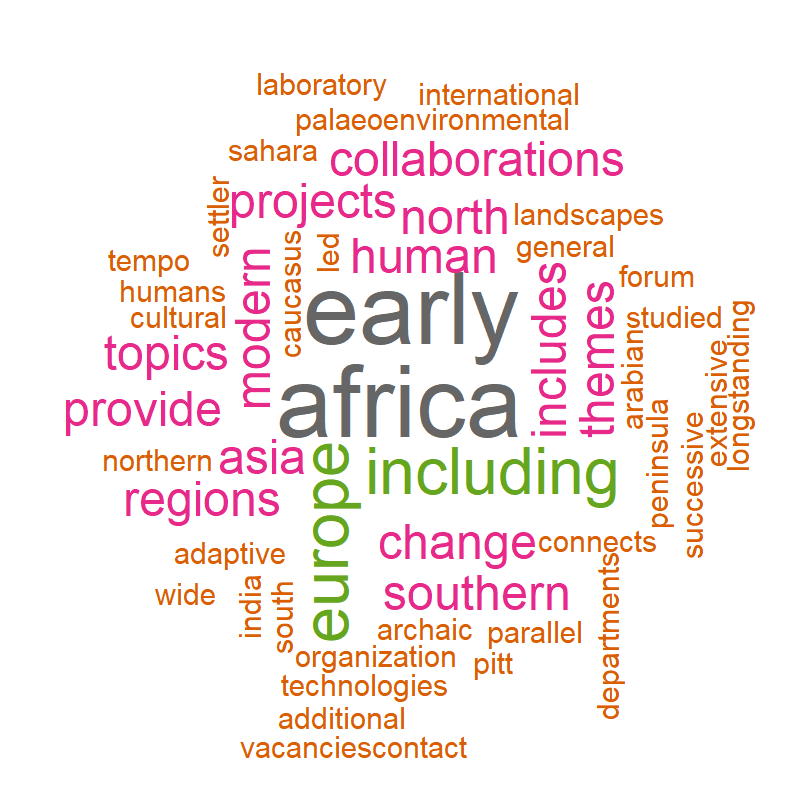 laboratory
international
palaeoenvironmental
sahara
collaborations
settler
projects
north
landscapes
caucasus
led
human
general
tempo
humans
cultural
modern
early
includes
themes
forum
studied
topics
provide
africa
arabian
extensive
longstanding
northern
asia
regions
europe
including
peninsula
successive
change
connects
adaptive
wide
india
south
southern
departments
archaic
parallel
organization
pitt
technologies
additional
vacanciescontact